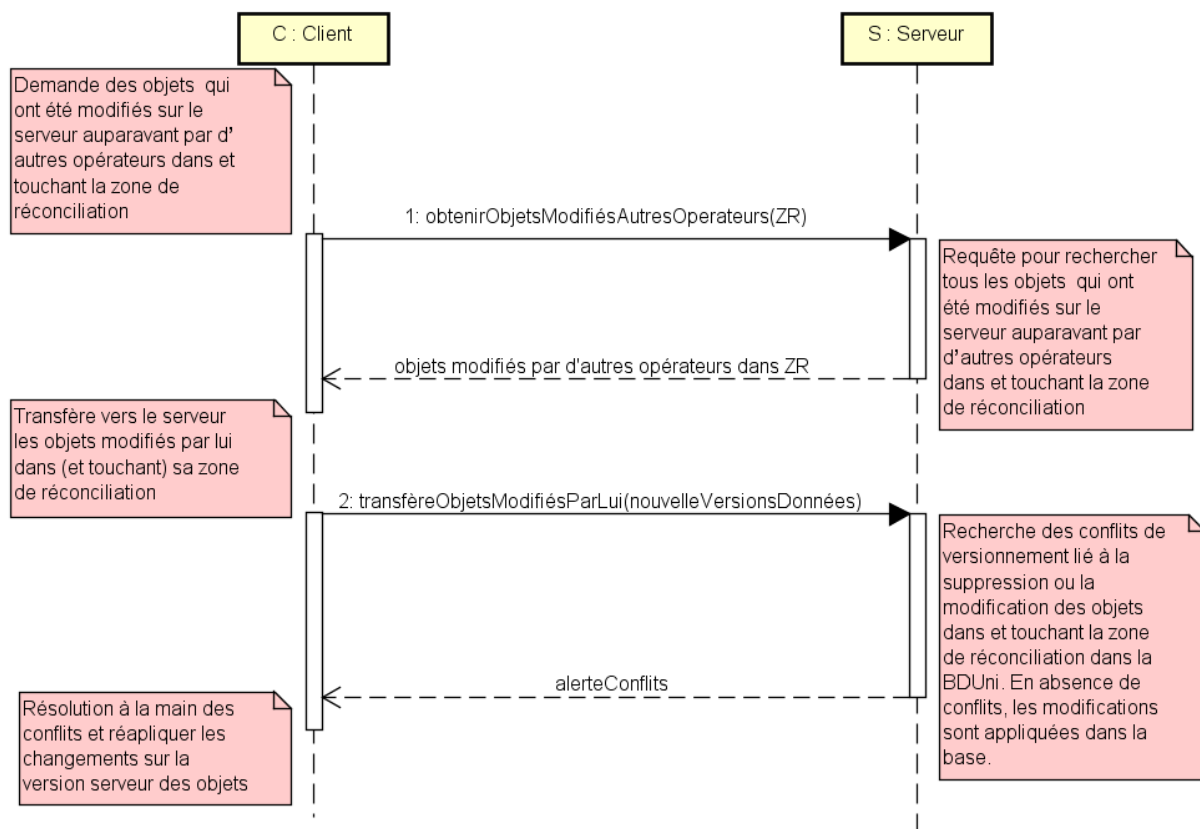 C : Client
S : Serveur
Demande des objets qui
ont été modifiés sur le
serveur auparavant par d’
autres opérateurs dans et
touchant la zone de
réconciliation
1: obtenirObjetsModifiésAutresOperateurs(ZR)
Requête pour rechercher
tous les objets qui ont
été modifiés sur le
serveur auparavant par
d’autres opérateurs
dans et touchant la zone
de réconciliation
objets modifiés par d'autres opérateurs dans ZR
Transfère vers le serveur
les objets modifiés par lui
dans (et touchant) sa zone
de réconciliation
2: transfèreObjetsModifiésParLui(nouvelleVersionsDonnées)
Recherche des conflits de
versionnement lié à la
suppression ou la
modification des objets
dans et touchant la zone
de réconciliation dans la
BDUni. En absence de
conflits, les modifications
sont appliquées dans la
base.
alerteConflits
Résolution à la main des
conflits et réapliquer les
changements sur la
version serveur des objets